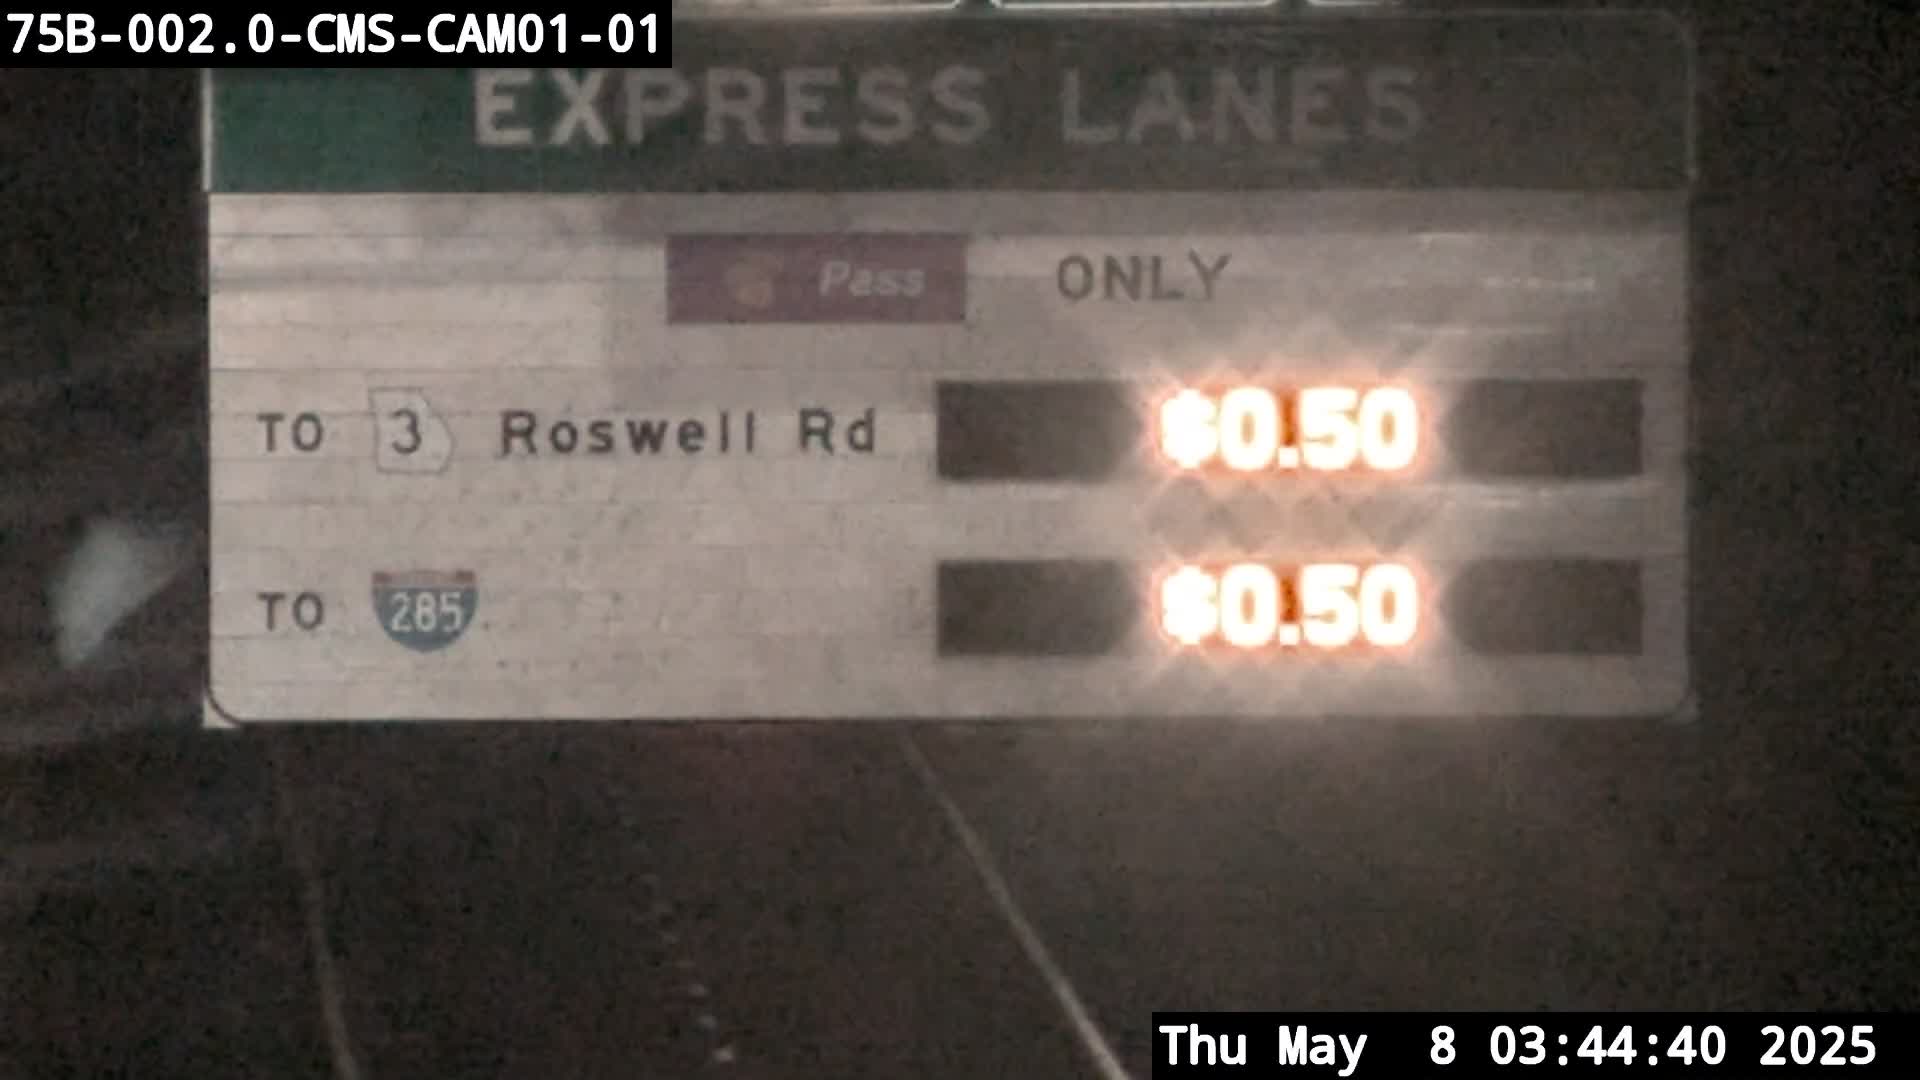 75B-002.0-CMS-CAM01-01
EXPRESS LANES
Pass ONLY
TO 3 Roswell Rd $0.50
TO 285 $0.50
Thu May 8 03:44:40 2025